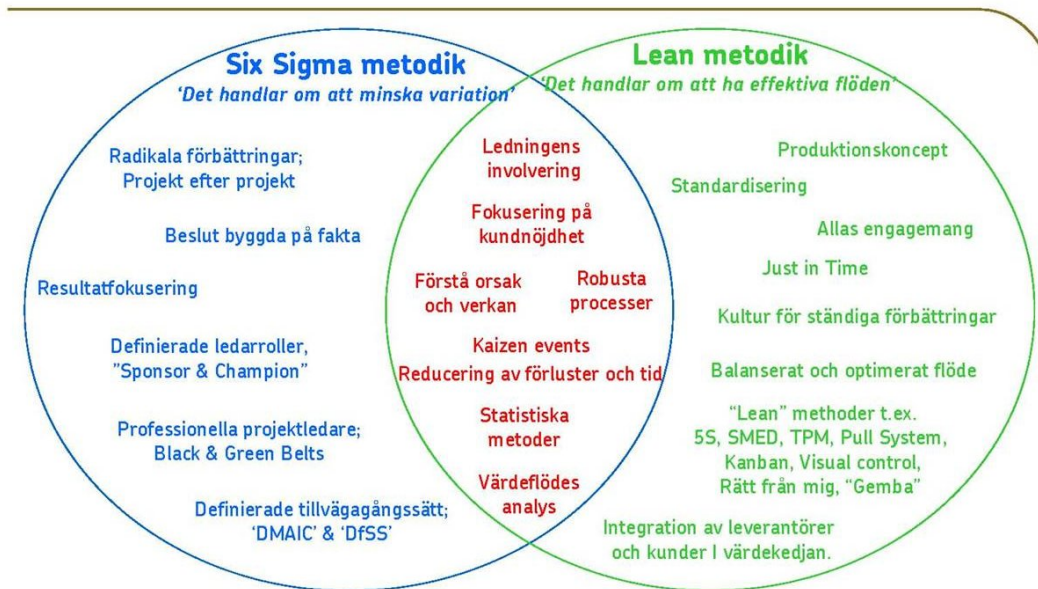 Six Sigma metodik
‘Det handlar om att minska variation’
Radikala förbättringar;
Projekt efter projekt
Beslut byggda på fakta
Resultatfokusering
Definierade ledarroller,
”Sponsor & Champion”
Professionella projektledare;
Black & Green Belts
Definierade tillvägagångssätt;
‘DMAIC’ & ‘DfSS’
Ledningens
involvering
Fokusering på
kundnöjdhet
Förstå orsak
och verkan
Robusta
processer
Kaizen events
Reducering av förluster och tid
Statistiska
metoder
Värdeflödes
analys
Lean metodik
‘Det handlar om att ha effektiva flöden’
Produktionskoncept
Standardisering
Allas engagemang
Just in Time
Kultur för ständiga förbättringar
Balanserat och optimerat flöde
“Lean” methoder t.ex.
5S, SMED, TPM, Pull System,
Kanban, Visual control,
Rätt från mig, “Gemba”
Integration av leverantörer
och kunder I värdekedjan.